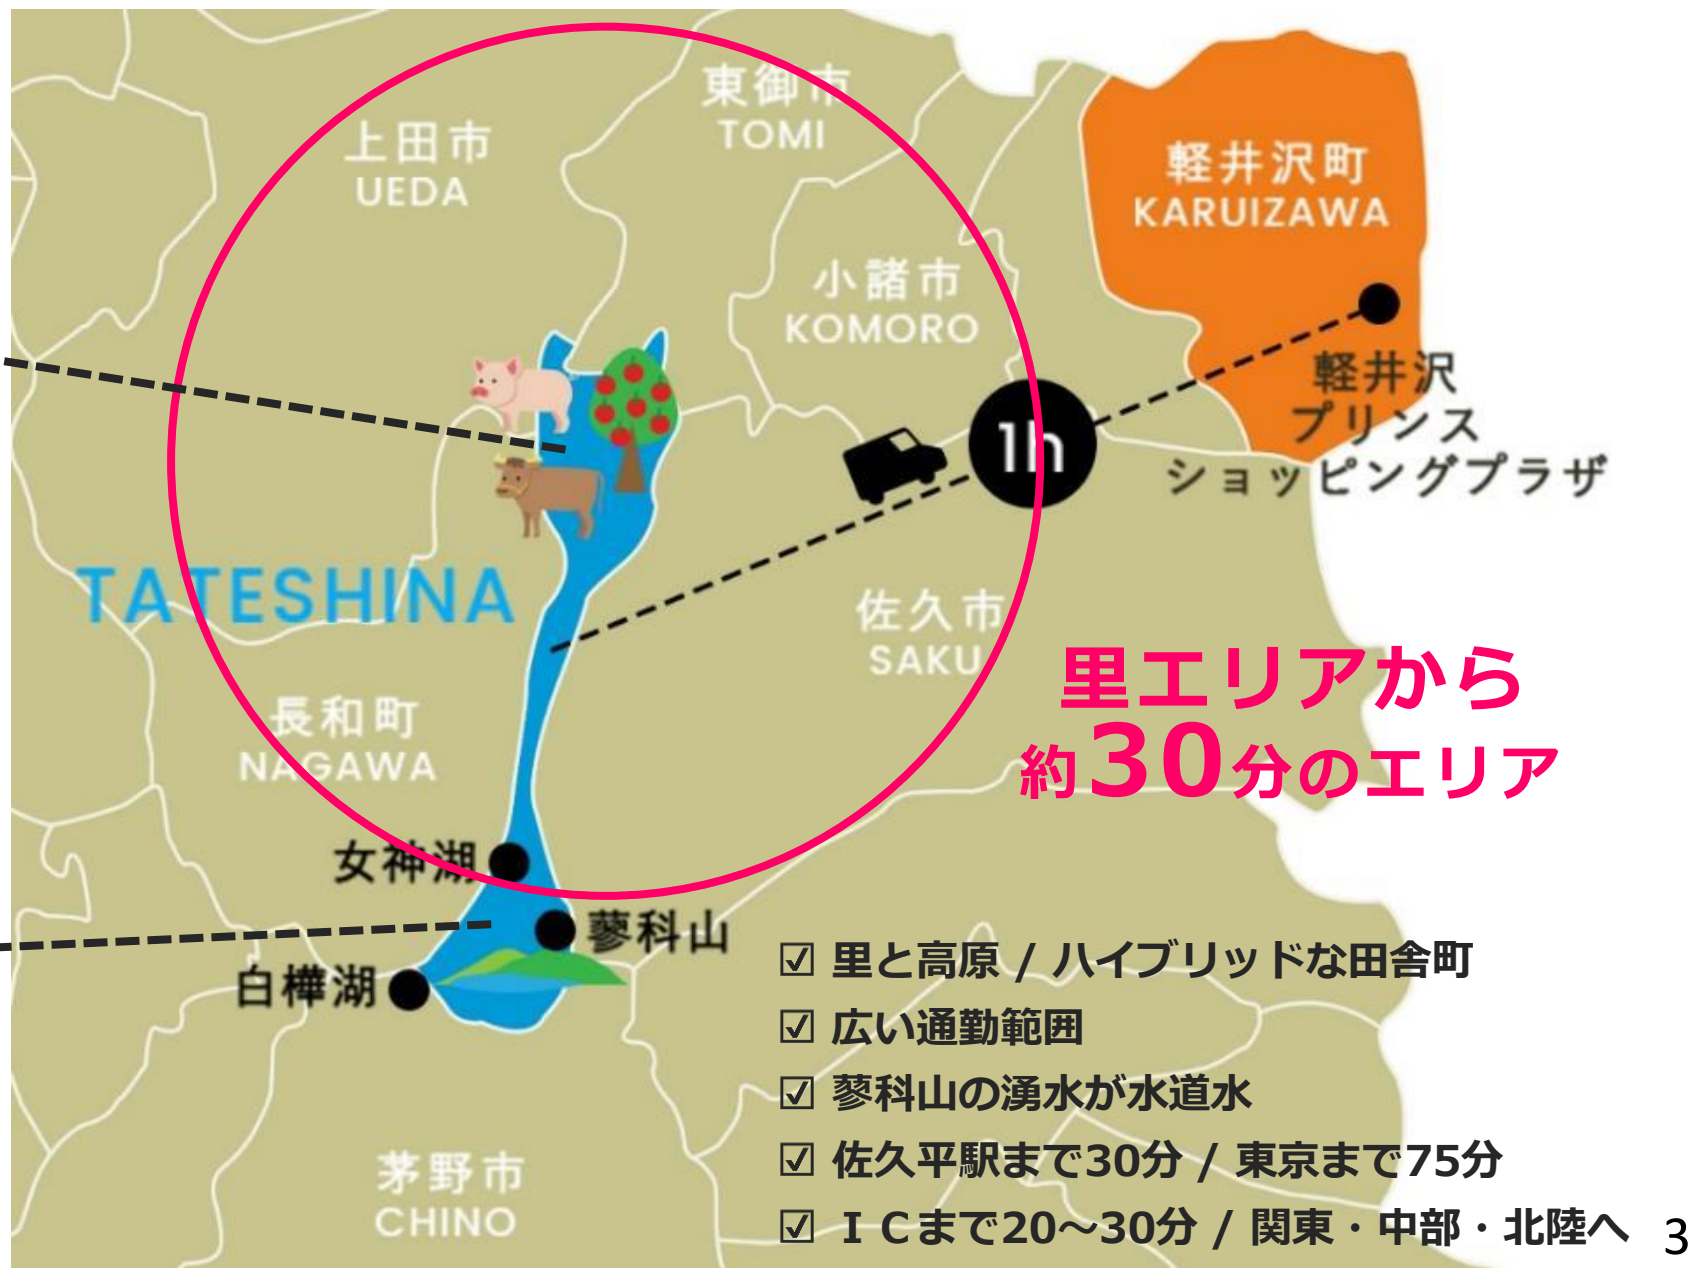 東御市
TOMI
上田市
UEDA
軽井沢町
KARUIZAWA
小諸市
KOMORO
軽井沢
プリンス
ショッピングプラザ
1h
TATESHINA
佐久市
SAKU
里エリアから
約30分のエリア
長和町
NAGAWA
女神湖
蓼科山
白樺湖
☑ 里と高原 / ハイブリッドな田舎町
☑ 広い通勤範囲
☑ 蓼科山の湧水が水道水
☑ 佐久平駅まで30分 / 東京まで75分
☑ ＩＣまで20～30分 / 関東・中部・北陸へ
茅野市
CHINO
3